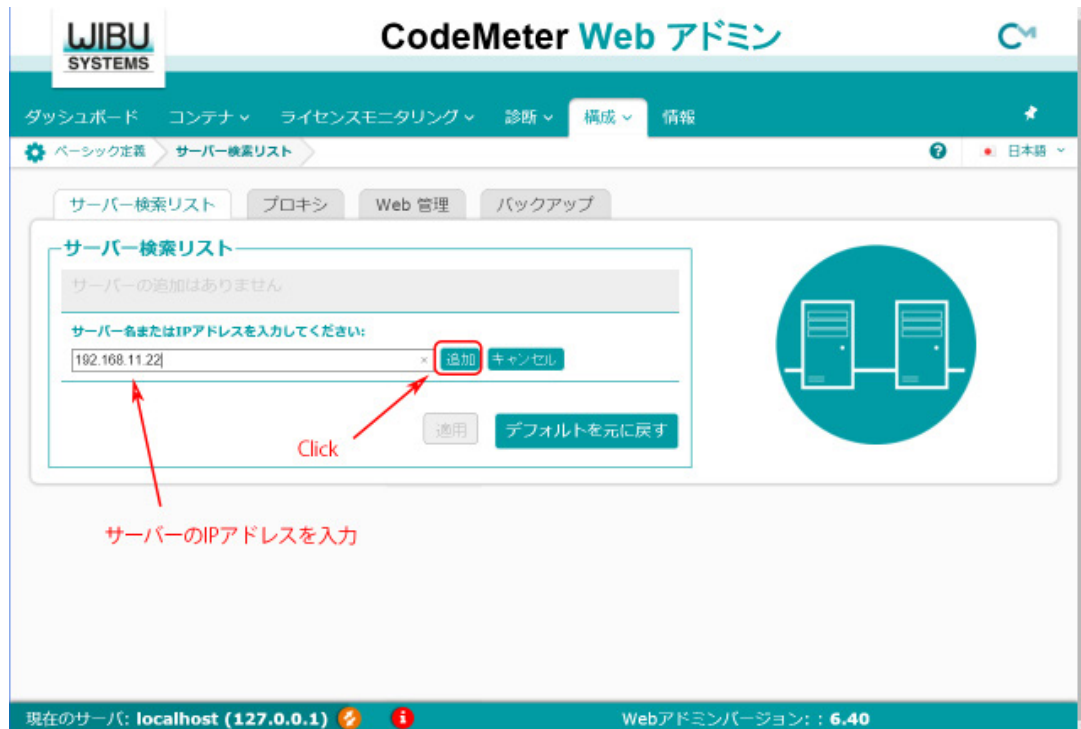 WIBU
SYSTEMS
CodeMeter Web アドミン
ダッシュボード コンテナ ライセンスモニタリング 診断 構成 情報
ベーシック定義 サーバー検索リスト 日本語
サーバー検索リスト プロキシ Web 管理 バックアップ
サーバー検索リスト
サーバーの追加はありません
サーバー名またはIPアドレスを入力してください:
192.168.11.22 × 追加 キャンセル
適用 デフォルトを元に戻す
Click
サーバーのIPアドレスを入力
現在のサーバ: localhost (127.0.0.1) Webアドミンバージョン: : 6.40